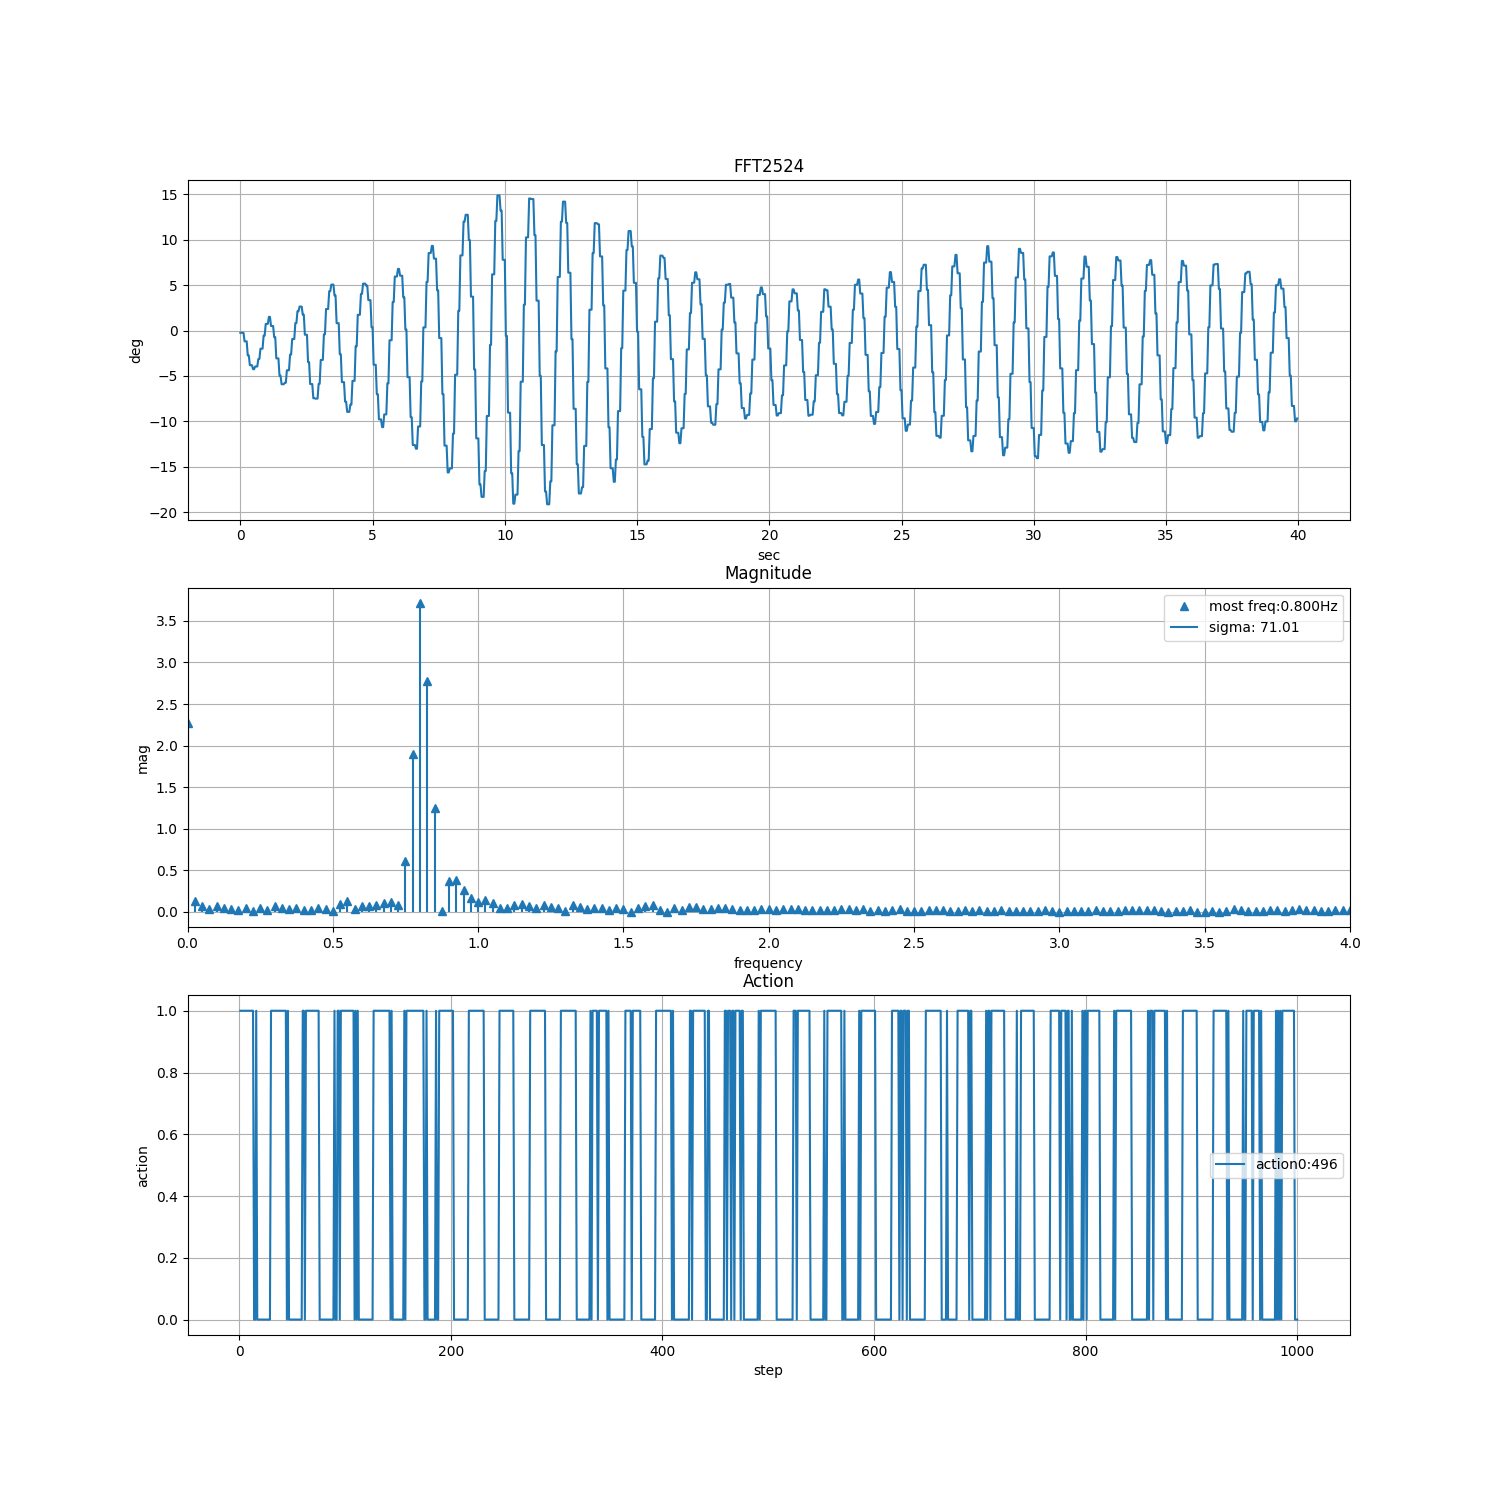 FFT2524
15
10
5
0
−5
−10
−15
−20
deg
0 5 10 15 20 25 30 35 40
sec
Magnitude
most freq:0.800Hz
sigma: 71.01
3.5
3.0
2.5
2.0
1.5
1.0
0.5
0.0
mag
0.0 0.5 1.0 1.5 2.0 2.5 3.0 3.5 4.0
frequency
Action
1.0
0.8
0.6
0.4
0.2
0.0
action
action0:496
0 200 400 600 800 1000
step